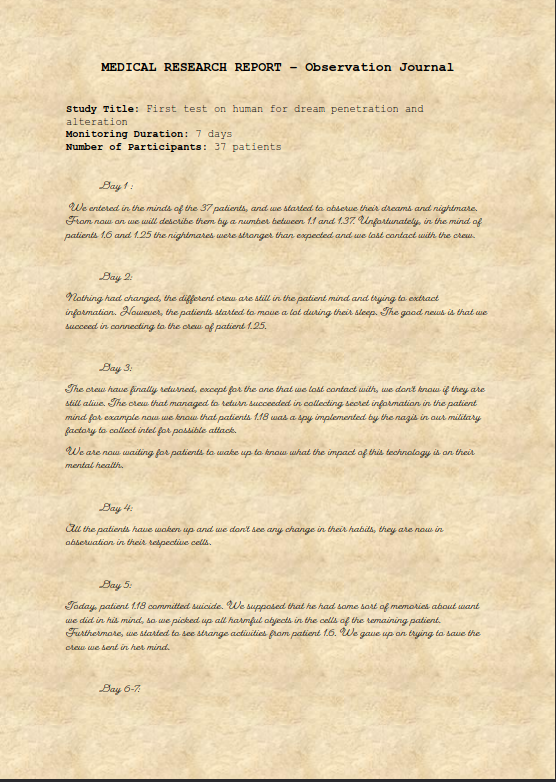 MEDICAL RESEARCH REPORT – Observation Journal
Study Title: First test on human for dream penetration and
alteration
Monitoring Duration: 7 days
Number of Participants: 37 patients
Day 1 :
We entered in the minds of the 37 patients, and we started to observe their dreams and nightmare.
From now on we will describe them by a number between 1.1 and 1.37. Unfortunately, in the mind of
patients 1.6 and 1.25 the nightmares were stronger than expected and we lost contact with the crew.
Day 2:
Nothing had changed, the different crew are still in the patient mind and trying to extract
information. However, the patients started to move a lot during their sleep. The good news is that we
succeed in connecting to the crew of patient 1.25.
Day 3:
The crew have finally returned, except for the one that we lost contact with, we don't know if they are
still alive. The crew that managed to return succeeded in collecting secret information in the patient
mind for example now we know that patients 1.18 was a spy implemented by the nazis in our military
factory to collect intel for possible attack.
We are now waiting for patients to wake up to know what the impact of this technology is on their
mental health.
Day 4:
All the patients have woken up and we don't see any change in their habits, they are now in
observation in their respective cells.
Day 5:
Today, patient 1.18 committed suicide. We supposed that he had some sort of memories about want
we did in his mind, so we picked up all harmful objects in the cells of the remaining patient.
Furthermore, we started to see strange activities from patient 1.6. We gave up on trying to save the
crew we sent in her mind.
Day 6-7: